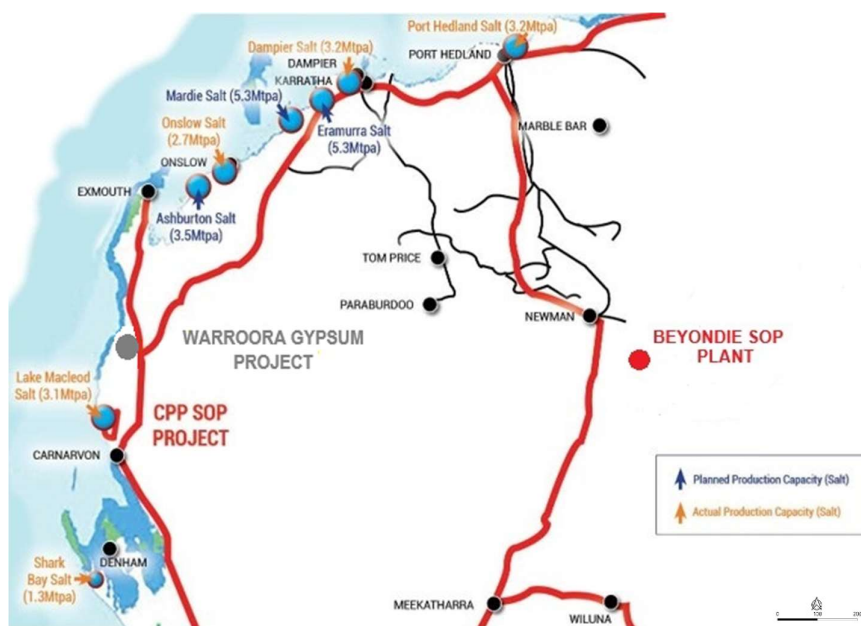 Port Hedland Salt (3.2Mtpa)
PORT HEDLAND
Dampier Salt (3.2Mtpa)
DAMPIER
KARRATHA
Mardie Salt (5.3Mtpa)
Eramurra Salt
(5.3Mtpa)
MARBLE BAR
Onslow Salt
(2.7Mtpa)
ONSLOW
EXMOUTH
Ashburton Salt
(3.5Mtpa)
TOM PRICE
PARABURDOO
NEWMAN
WARROORA GYPSUM
PROJECT
BEYONDIE SOP
PLANT
Lake Macleod
Salt (3.1Mtpa)
CPP SOP
PROJECT
CARNARVON
Planned Production Capacity (Salt)
Actual Production Capacity (Salt)
DENHAM
Shark
Bay Salt
(1.3Mtpa)
MEEKATHARRA
WILUNA
0 100 200